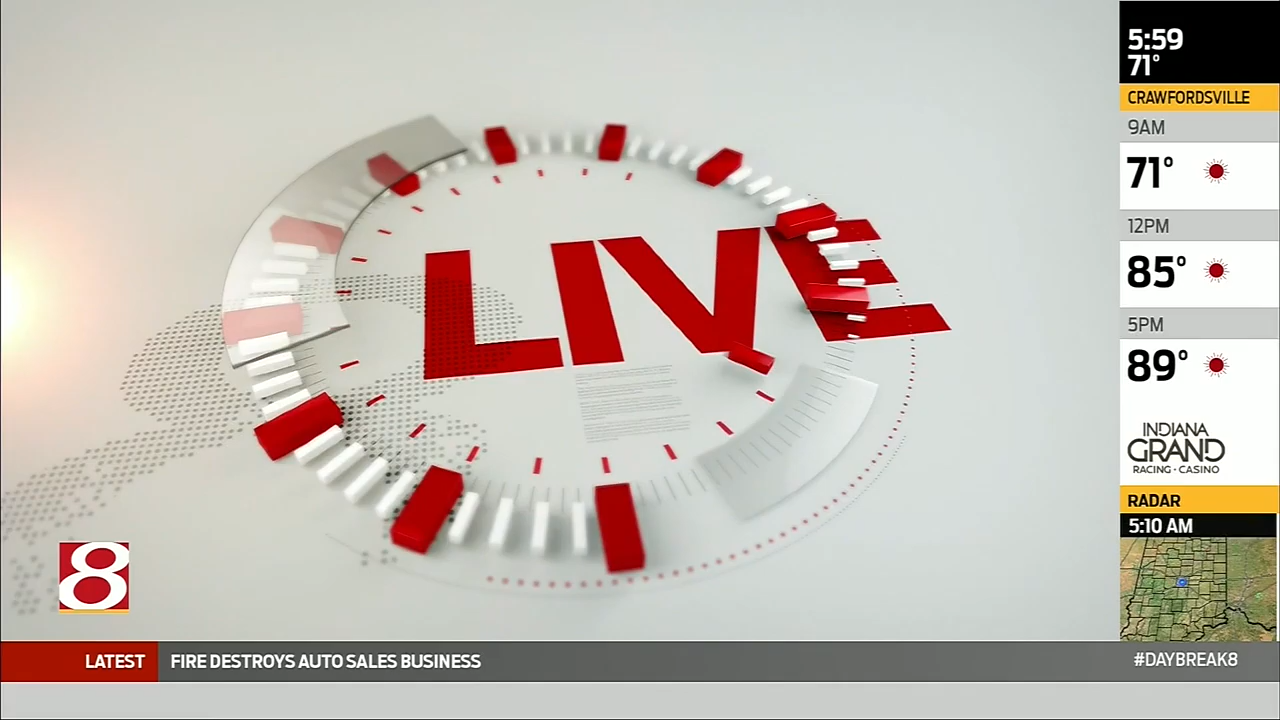 LIVE
5:59
71°
CRAWFORDSVILLE
9AM
71°
12PM
85°
5PM
89°
INDIANA
GRAND
RACING • CASINO
RADAR
5:10 AM
8
LATEST FIRE DESTROYS AUTO SALES BUSINESS #DAYBREAK8